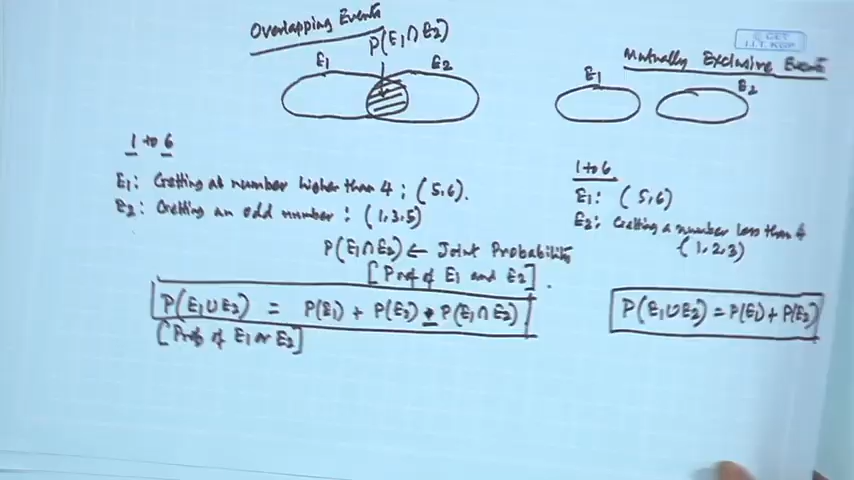 Overlapping Events
P(E1∩E2)
E1
E2
1 to 6
E1: Getting at number higher than 4 ; (5,6).
E2: Getting an odd number : (1,3,5)
P(E1∩E2) ← Joint Probability
[Prob of E1 and E2].
P(E1∪E2) = P(E1) + P(E2) - P(E1∩E2)
[Prob of E1 or E2]
© CET
I.I.T. KGP
Mutually Exclusive Events
E1
E2
1 to 6
E1: (5,6)
E2: Getting a number less than 4
(1,2,3)
P(E1∪E2) = P(E1) + P(E2)